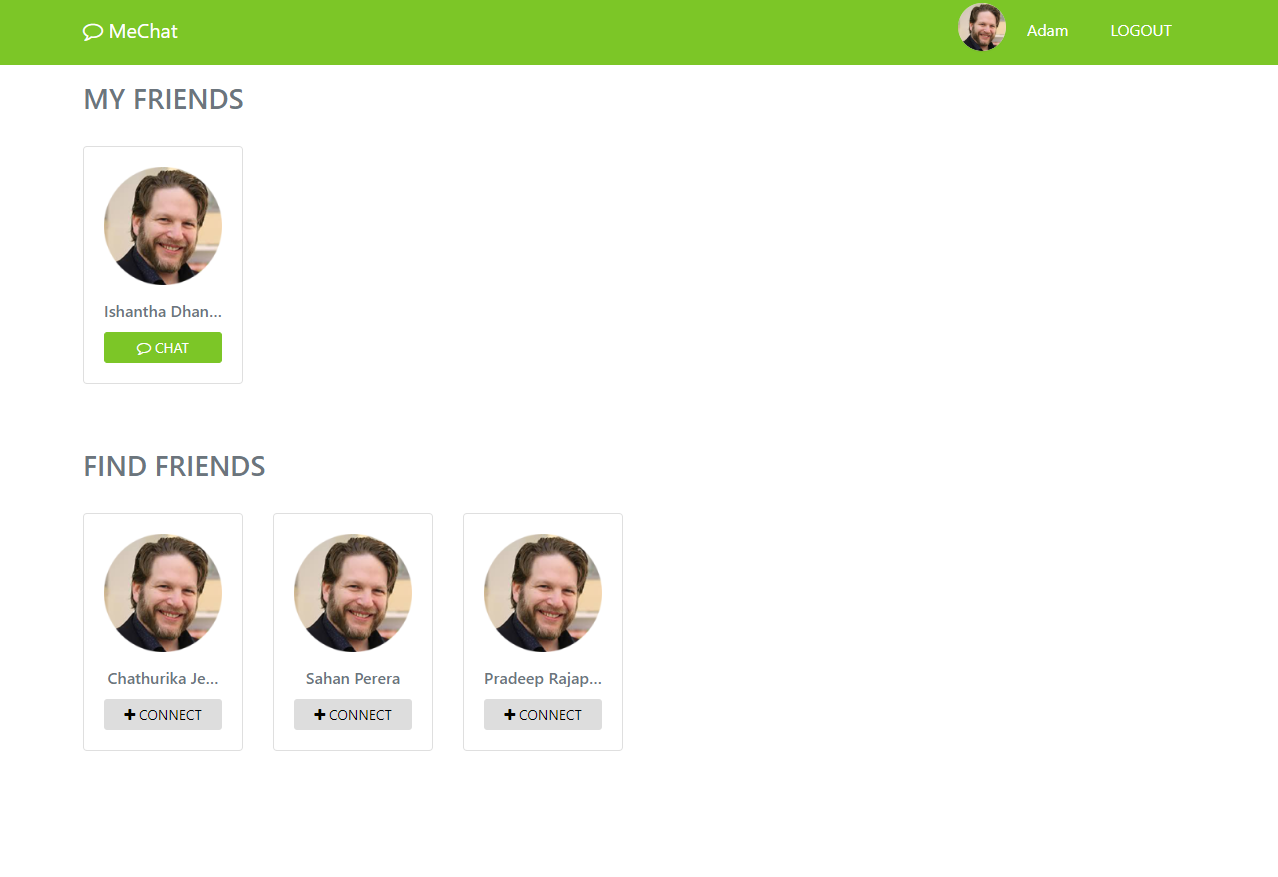 MeChat
Adam
LOGOUT
MY FRIENDS
Ishantha Dhan...
CHAT
FIND FRIENDS
Chathurika Je...
Sahan Perera
Pradeep Rajap...
CONNECT
CONNECT
CONNECT